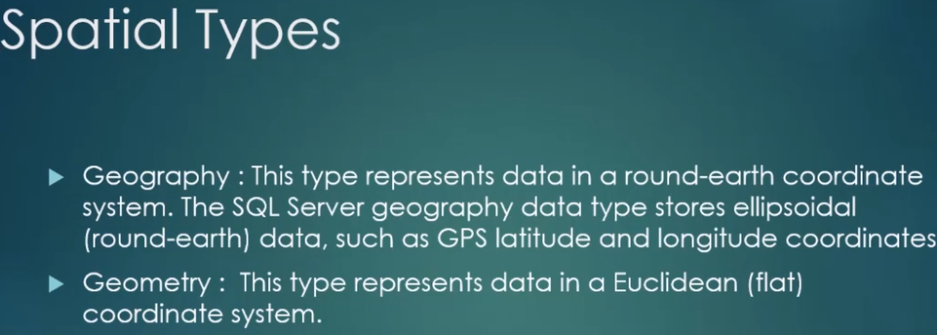 Spatial Types
Geography : This type represents data in a round-earth coordinate
system. The SQL Server geography data type stores ellipsoidal
(round-earth) data, such as GPS latitude and longitude coordinates
Geometry : This type represents data in a Euclidean (flat)
coordinate system.